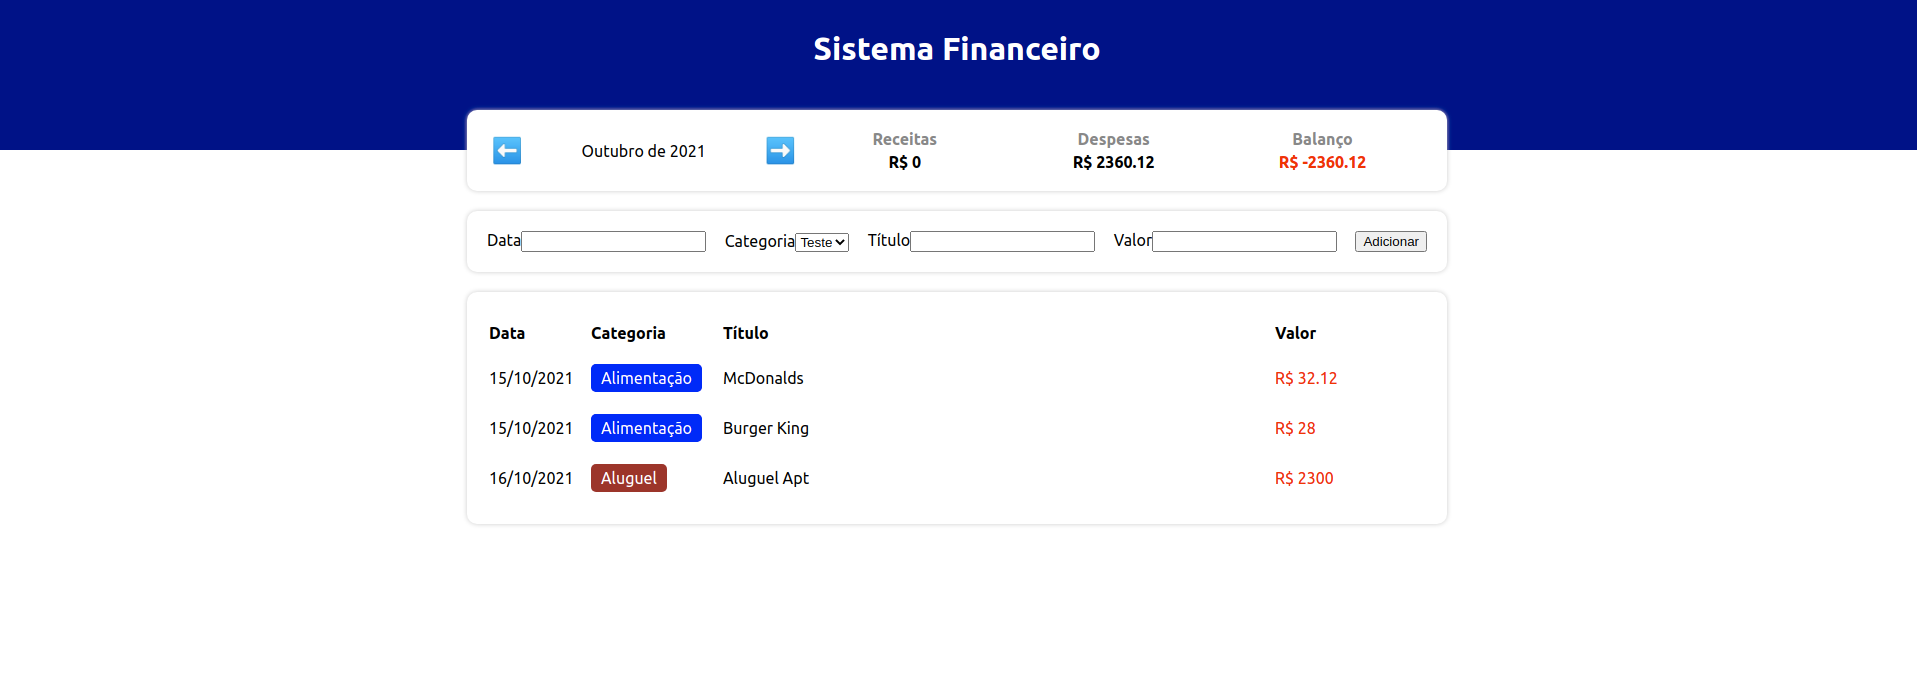 Sistema Financeiro
Outubro de 2021
Receitas
R$ 0
Despesas
R$ 2360.12
Balanço
R$ -2360.12
Data Categoria Teste Título Valor Adicionar
Data Categoria Título Valor
15/10/2021 Alimentação McDonalds R$ 32.12
15/10/2021 Alimentação Burger King R$ 28
16/10/2021 Aluguel Aluguel Apt R$ 2300